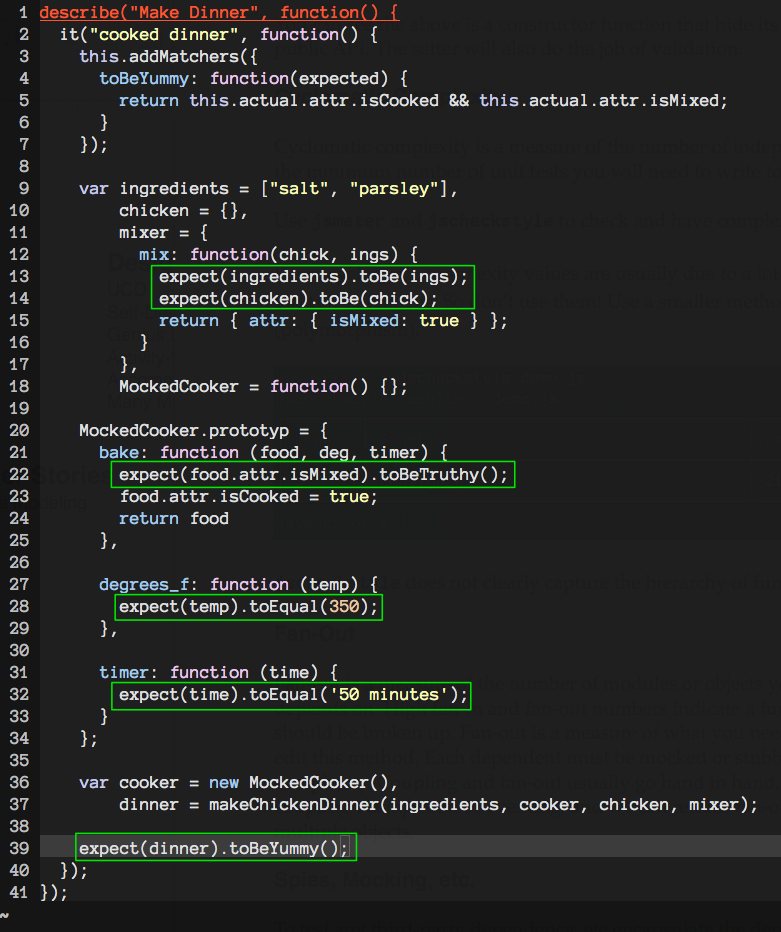 1 describe("Make Dinner", function() {
2   it("cooked dinner", function() {
3     this.addMatchers({
4       toBeYummy: function(expected) {
5         return this.actual.attr.isCooked && this.actual.attr.isMixed;
6       }
7     });
8
9     var ingredients = ["salt", "parsley"],
10         chicken = {},
11         mixer = {
12           mix: function(chick, ings) {
13             expect(ingredients).toBe(ings);
14             expect(chicken).toBe(chick);
15             return { attr: { isMixed: true } };
16           }
17         },
18         MockedCooker = function() {};
19
20     MockedCooker.prototyp = {
21       bake: function (food, deg, timer) {
22         expect(food.attr.isMixed).toBeTruthy();
23         food.attr.isCooked = true;
24         return food
25       },
26
27       degrees_f: function (temp) {
28         expect(temp).toEqual(350);
29       },
30
31       timer: function (time) {
32         expect(time).toEqual('50 minutes');
33       }
34     };
35
36     var cooker = new MockedCooker(),
37         dinner = makeChickenDinner(ingredients, cooker, chicken, mixer);
38
39     expect(dinner).toBeYummy();
40   });
41 });
~